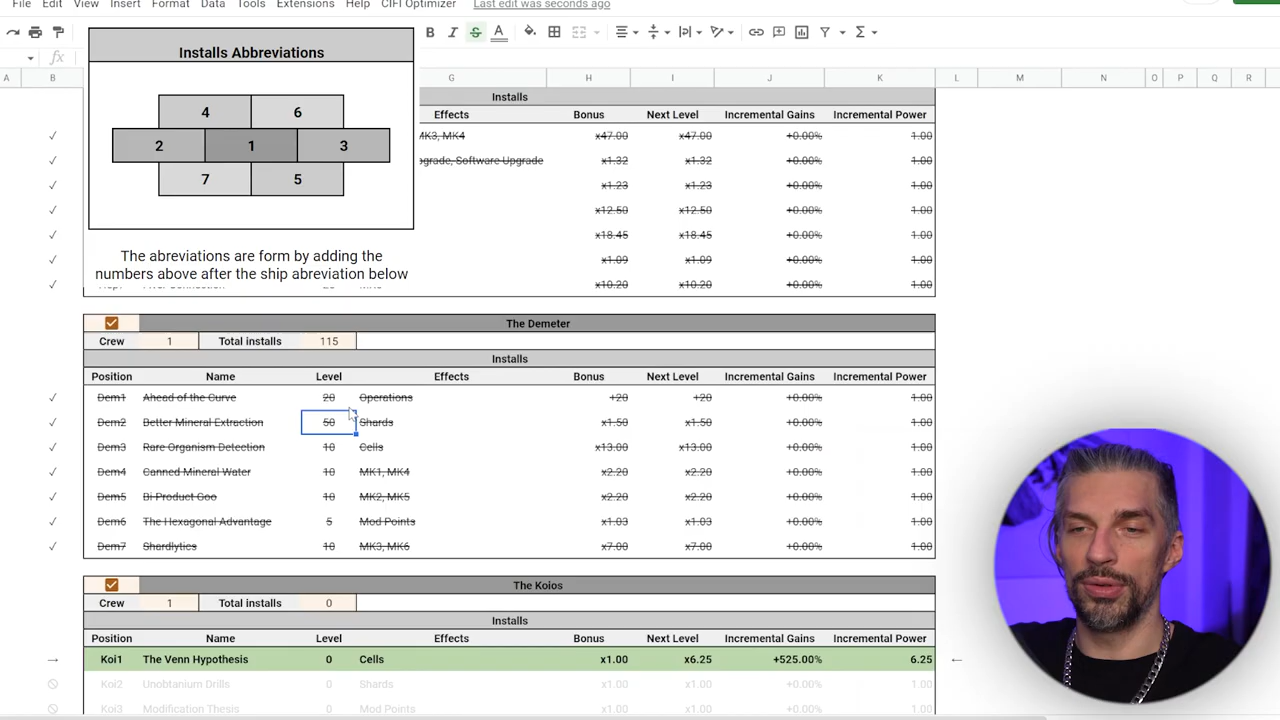 File Edit View Insert Format Data Tools Extensions Help CIFI Optimizer Last edit was seconds ago
B I A
fx
A B G H I J K L M N O P Q R
Installs Abbreviations
4 6
2 1 3
7 5
The abreviations are form by adding the
numbers above after the ship abreviation below
Installs
Effects Bonus Next Level Incremental Gains Incremental Power
✓ MK3, MK4 x47.00 x47.00 +0.00% 1.00
✓ pgrade, Software Upgrade x1.32 x1.32 +0.00% 1.00
✓ x1.23 x1.23 +0.00% 1.00
✓ x12.50 x12.50 +0.00% 1.00
✓ x18.45 x18.45 +0.00% 1.00
✓ x1.09 x1.09 +0.00% 1.00
✓ x10.20 x10.20 +0.00% 1.00
The Demeter
Crew 1 Total installs 115
Installs
Position Name Level Effects Bonus Next Level Incremental Gains Incremental Power
✓ Dem1 Ahead of the Curve 20 Operations +20 +20 +0.00% 1.00
✓ Dem2 Better Mineral Extraction 50 Shards x1.50 x1.50 +0.00% 1.00
✓ Dem3 Rare Organism Detection 10 Cells x13.00 x13.00 +0.00% 1.00
✓ Dem4 Canned Mineral Water 10 MK1, MK4 x2.20 x2.20 +0.00% 1.00
✓ Dem5 Bi-Product Goo 10 MK2, MK5 x2.20 x2.20 +0.00% 1.00
✓ Dem6 The Hexagonal Advantage 5 Mod Points x1.03 x1.03 +0.00% 1.00
✓ Dem7 Shardlytics 10 MK3, MK6 x7.00 x7.00 +0.00% 1.00
The Koios
Crew 1 Total installs 0
Installs
Position Name Level Effects Bonus Next Level Incremental Gains Incremental Power
→ Koi1 The Venn Hypothesis 0 Cells x1.00 x6.25 +525.00% 6.25 ←
Koi2 Unobtanium Drills 0 Shards
Koi3 Modification Thesis 0 Mod Points